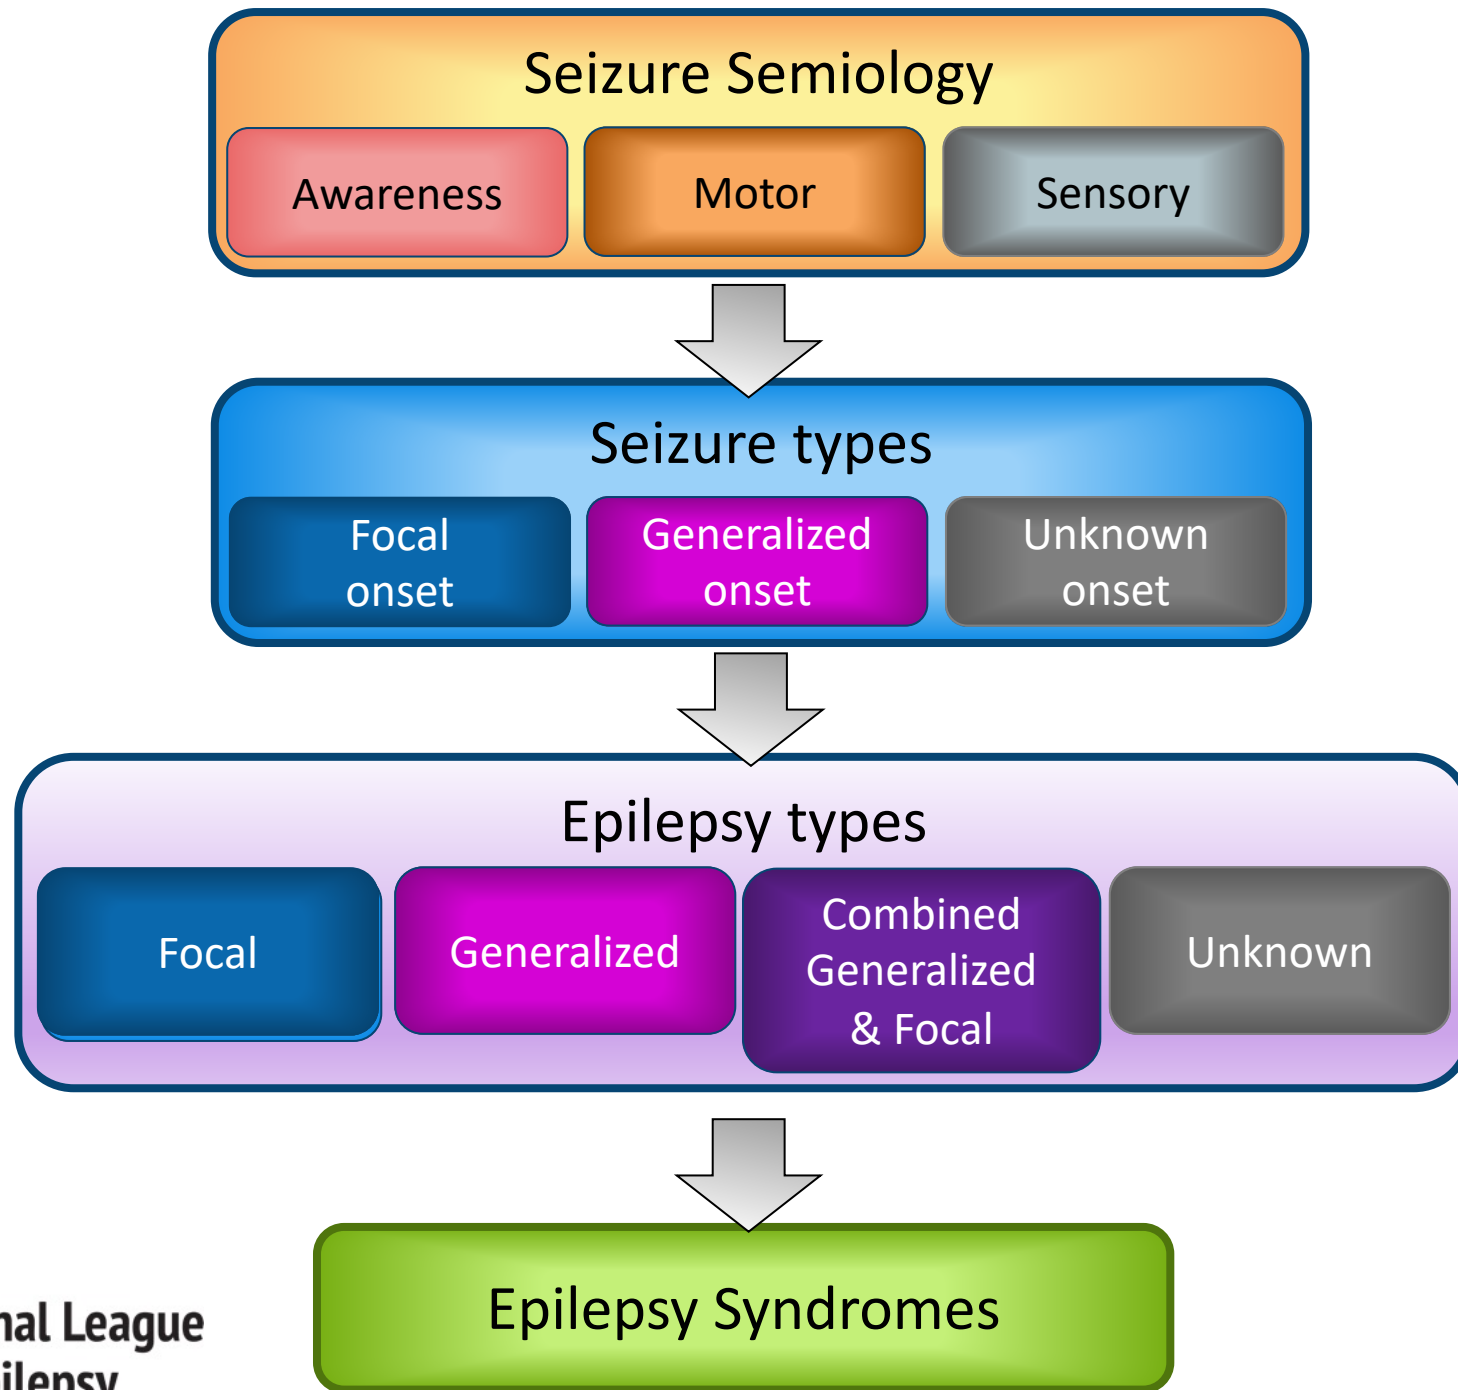 Seizure Semiology
Awareness
Motor
Sensory
Seizure types
Focal
onset
Generalized
onset
Unknown
onset
Epilepsy types
Focal
Generalized
Combined
Generalized
& Focal
Unknown
Epilepsy Syndromes
nal League
ilepsy